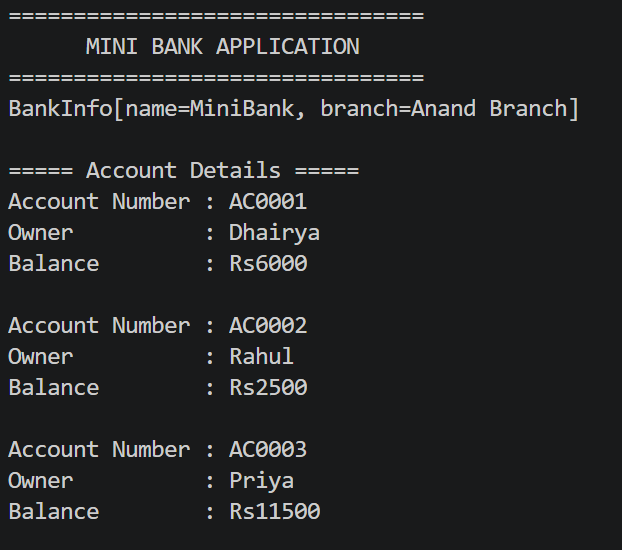 ================================
MINI BANK APPLICATION
================================
BankInfo[name=MiniBank, branch=Anand Branch]
===== Account Details =====
Account Number : AC0001
Owner          : Dhairya
Balance        : Rs6000
Account Number : AC0002
Owner          : Rahul
Balance        : Rs2500
Account Number : AC0003
Owner          : Priya
Balance        : Rs11500